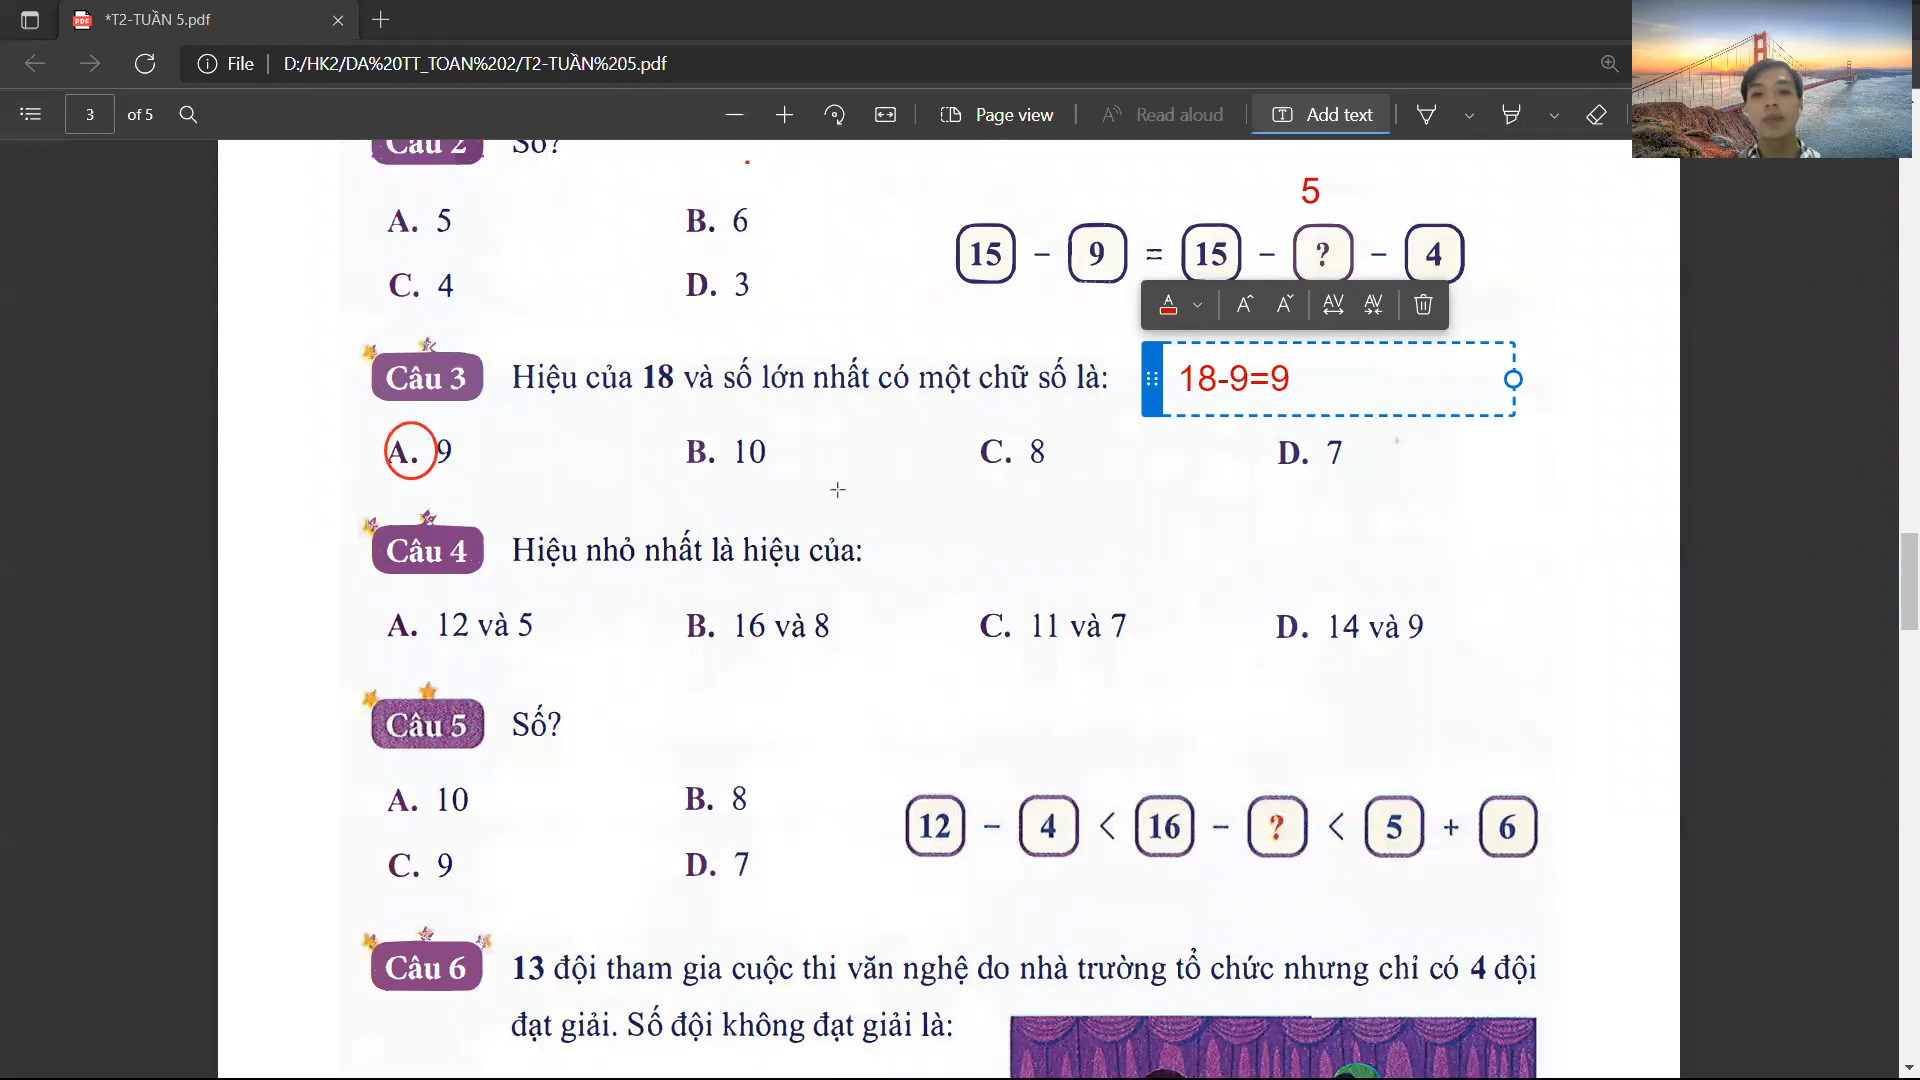 *T2-TUẦN 5.pdf
File D:/HK2/DA%20TT_TOAN%202/T2-TUẦN%205.pdf
3 of 5 Page view Read aloud Add text
Câu 2 Số?
5
A. 5 B. 6
15 - 9 = 15 - ? - 4
C. 4 D. 3
Câu 3 Hiệu của 18 và số lớn nhất có một chữ số là: 18-9=9
A. 9 B. 10 C. 8 D. 7
Câu 4 Hiệu nhỏ nhất là hiệu của:
A. 12 và 5 B. 16 và 8 C. 11 và 7 D. 14 và 9
Câu 5 Số?
A. 10 B. 8
12 - 4 < 16 - ? < 5 + 6
C. 9 D. 7
Câu 6 13 đội tham gia cuộc thi văn nghệ do nhà trường tổ chức nhưng chỉ có 4 đội
đạt giải. Số đội không đạt giải là: